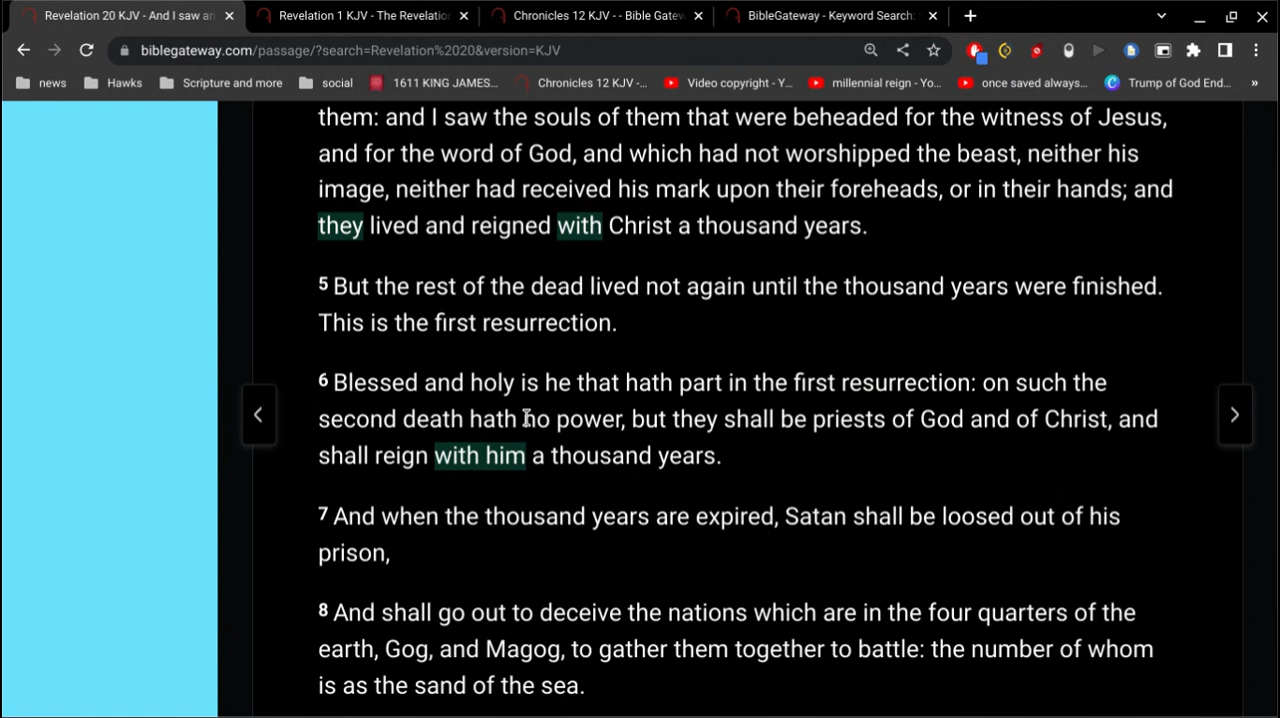 Revelation 20 KJV - And I saw an
Revelation 1 KJV - The Revelation
Chronicles 12 KJV - - Bible Gatew
BibleGateway - Keyword Search:
biblegateway.com/passage/?search=Revelation%2020&version=KJV
news
Hawks
Scripture and more
social
1611 KING JAMES...
Chronicles 12 KJV -...
Video copyright - Y...
millennial reign - Yo...
once saved always...
Trump of God End...
»
them: and I saw the souls of them that were beheaded for the witness of Jesus,
and for the word of God, and which had not worshipped the beast, neither his
image, neither had received his mark upon their foreheads, or in their hands; and
they lived and reigned with Christ a thousand years.
5 But the rest of the dead lived not again until the thousand years were finished.
This is the first resurrection.
6 Blessed and holy is he that hath part in the first resurrection: on such the
second death hath no power, but they shall be priests of God and of Christ, and
shall reign with him a thousand years.
7 And when the thousand years are expired, Satan shall be loosed out of his
prison,
8 And shall go out to deceive the nations which are in the four quarters of the
earth, Gog, and Magog, to gather them together to battle: the number of whom
is as the sand of the sea.